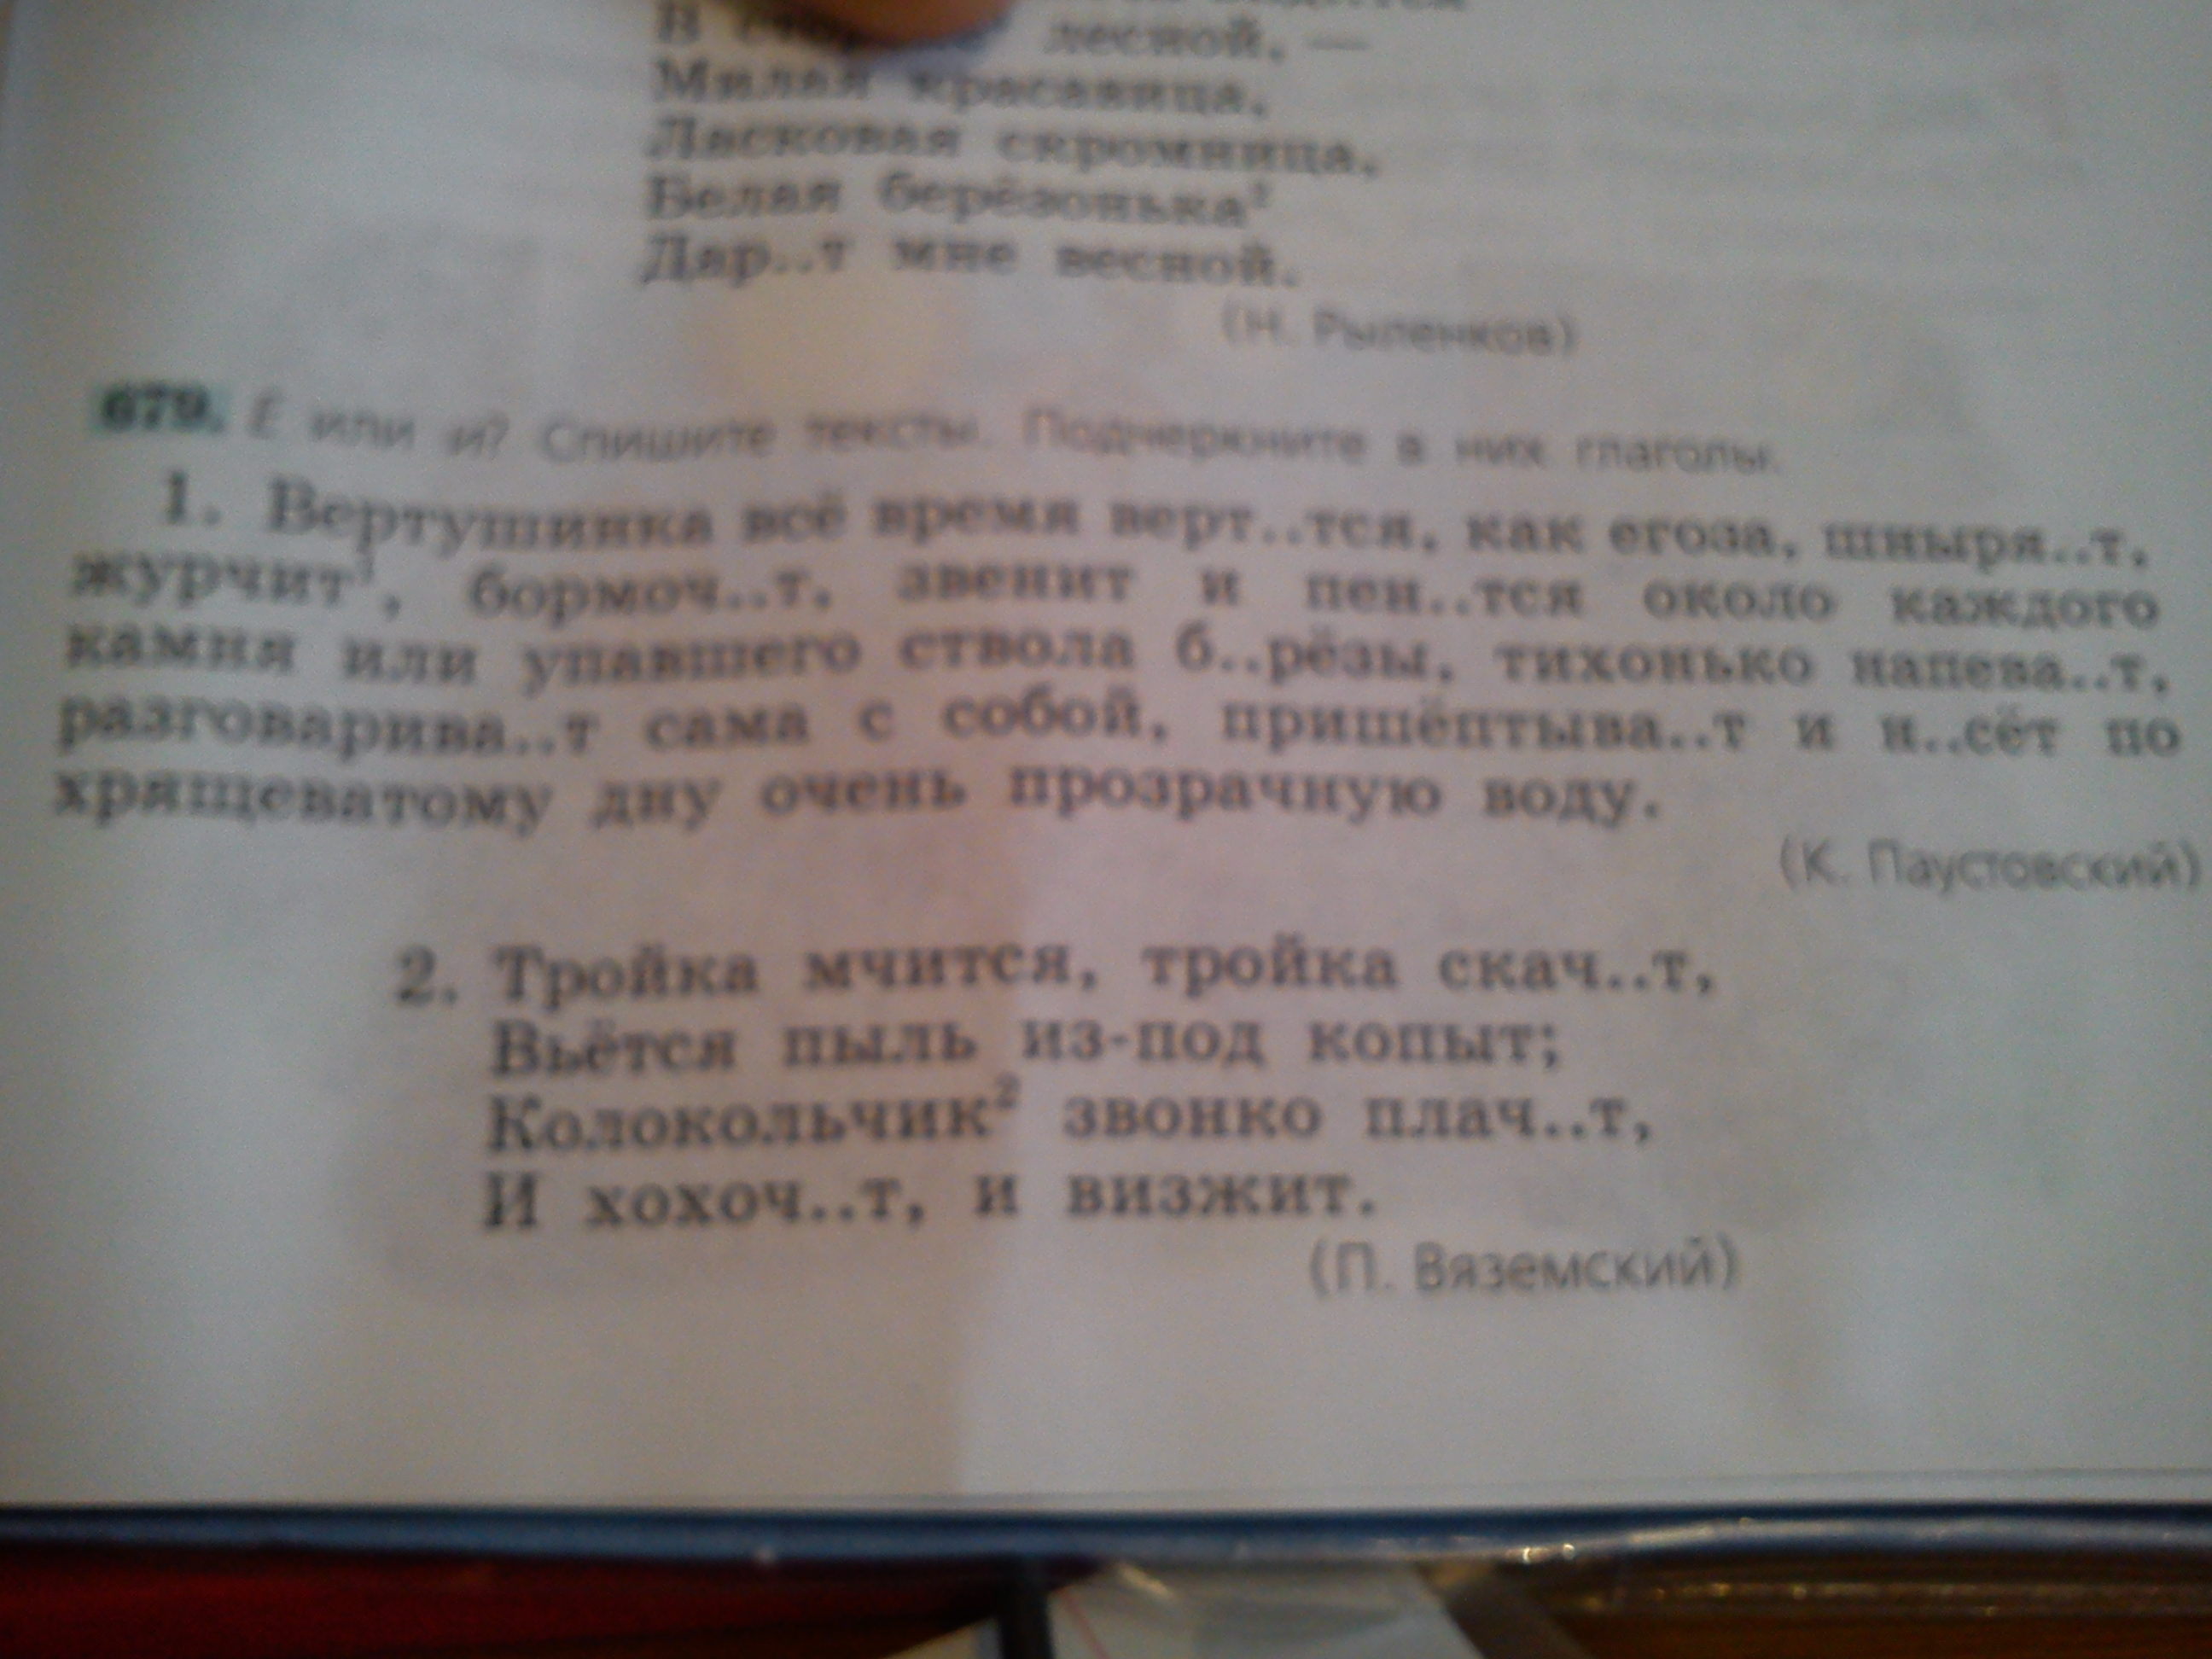 В лесной, —
Милая красавица,
Ласковая скромница,
Белая берёзонька¹
Дар..т мне весной.
(Н. Рыленков)
679. Е или и? Спишите тексты. Подчеркните в них глаголы.
1. Вертушинка всё время верт..тся, как егоза, шныря..т,
журчит¹, бормоч..т, звенит и пен..тся около каждого
камня или упавшего ствола б..рёзы, тихонько напева..т,
разговарива..т сама с собой, пришёптыва..т и н..сёт по
хрящеватому дну очень прозрачную воду.
(К. Паустовский)
2. Тройка мчится, тройка скач..т,
Вьётся пыль из-под копыт;
Колокольчик² звонко плач..т,
И хохоч..т, и визжит.
(П. Вяземский)